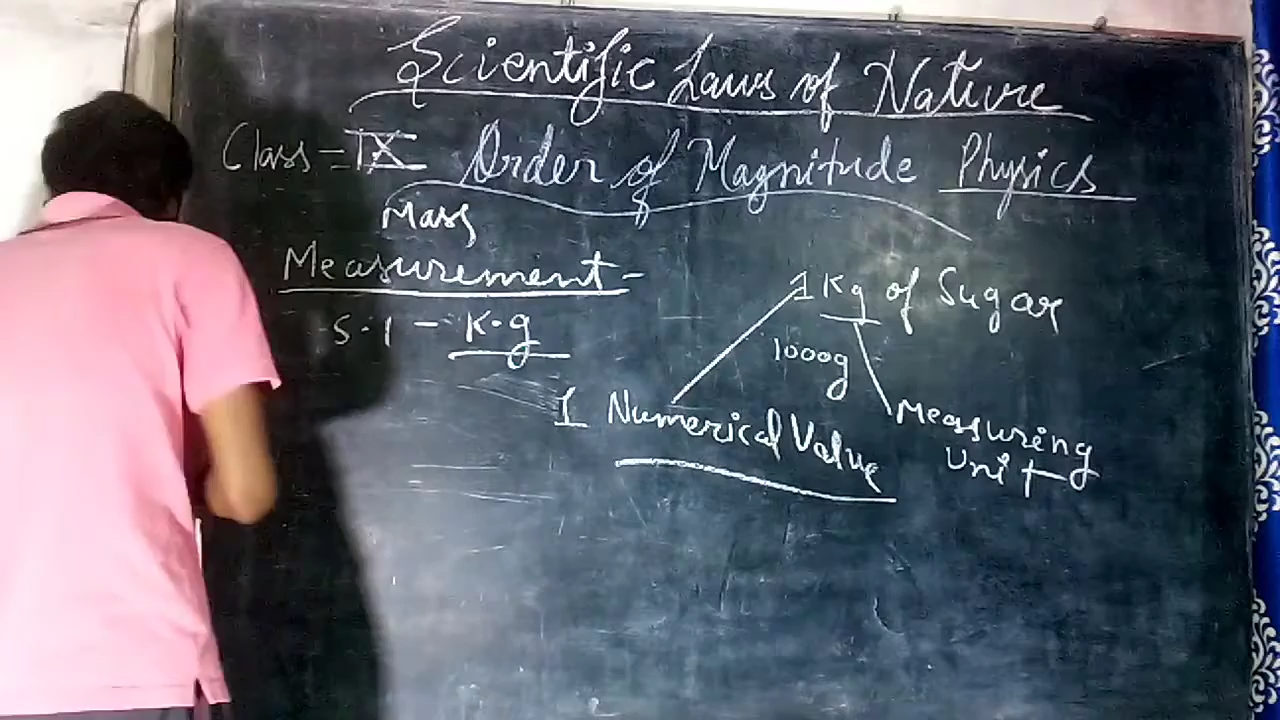 Scientific Laws of Nature
Class = IX Order of Magnitude Physics
Mass
Measurement -
S.I - K.g
1 Kg of Sugar
1000g
1 Numerical Value
Measuring
Unit